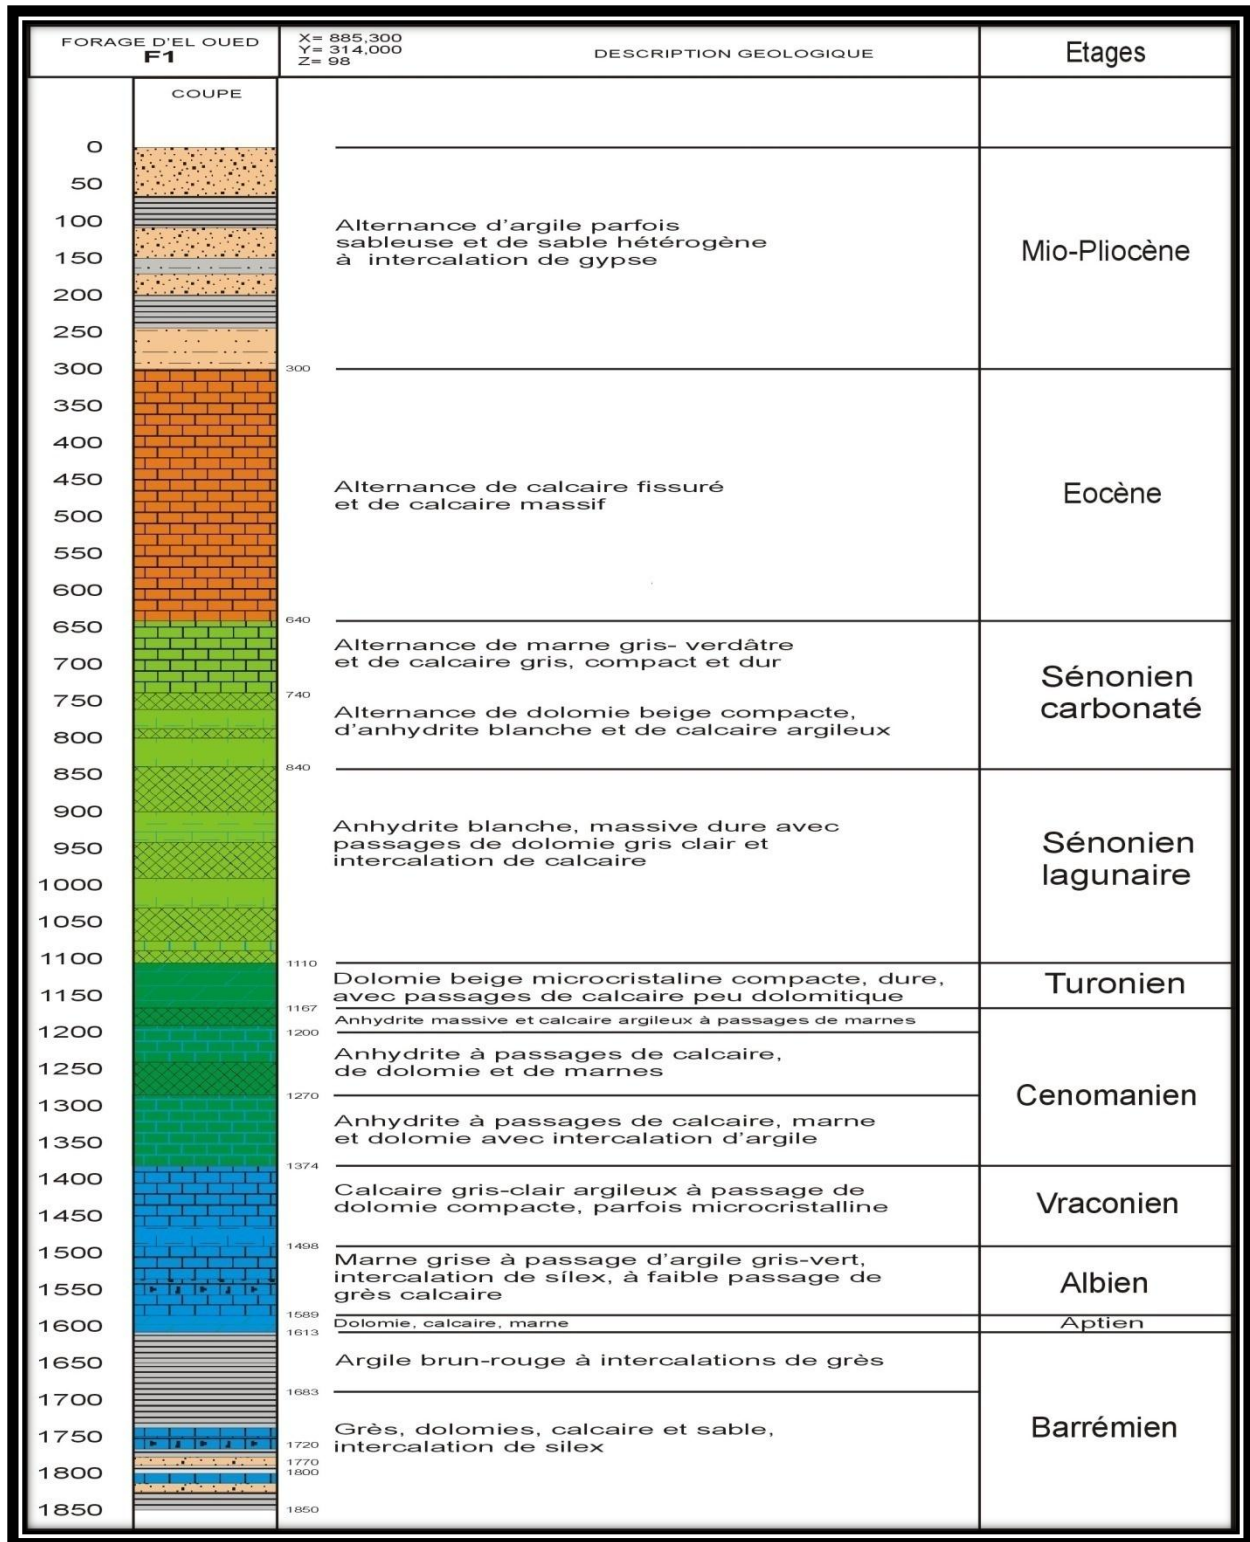 FORAGE D'EL OUED
F1
X= 885,300
Y= 314,000
Z= 98
DESCRIPTION GEOLOGIQUE
Etages
COUPE
0
50
100
150
200
250
300
350
400
450
500
550
600
650
700
750
800
850
900
950
1000
1050
1100
1150
1200
1250
1300
1350
1400
1450
1500
1550
1600
1650
1700
1750
1800
1850
300
640
740
840
1110
1167
1200
1270
1374
1498
1589
1613
1683
1720
1770
1800
1850
Alternance d'argile parfois
sableuse et de sable hétérogène
à intercalation de gypse
Mio-Pliocène
Alternance de calcaire fissuré
et de calcaire massif
Eocène
Alternance de marne gris- verdâtre
et de calcaire gris, compact et dur
Alternance de dolomie beige compacte,
d'anhydrite blanche et de calcaire argileux
Sénonien
carbonaté
Anhydrite blanche, massive dure avec
passages de dolomie gris clair et
intercalation de calcaire
Sénonien
lagunaire
Dolomie beige microcristaline compacte, dure,
avec passages de calcaire peu dolomitique
Turonien
Anhydrite massive et calcaire argileux à passages de marnes
Anhydrite à passages de calcaire,
de dolomie et de marnes
Anhydrite à passages de calcaire, marne
et dolomie avec intercalation d'argile
Cenomanien
Calcaire gris-clair argileux à passage de
dolomie compacte, parfois microcristalline
Vraconien
Marne grise à passage d'argile gris-vert,
intercalation de sílex, à faible passage de
grès calcaire
Albien
Dolomie, calcaire, marne
Aptien
Argile brun-rouge à intercalations de grès
Grès, dolomies, calcaire et sable,
intercalation de silex
Barrémien